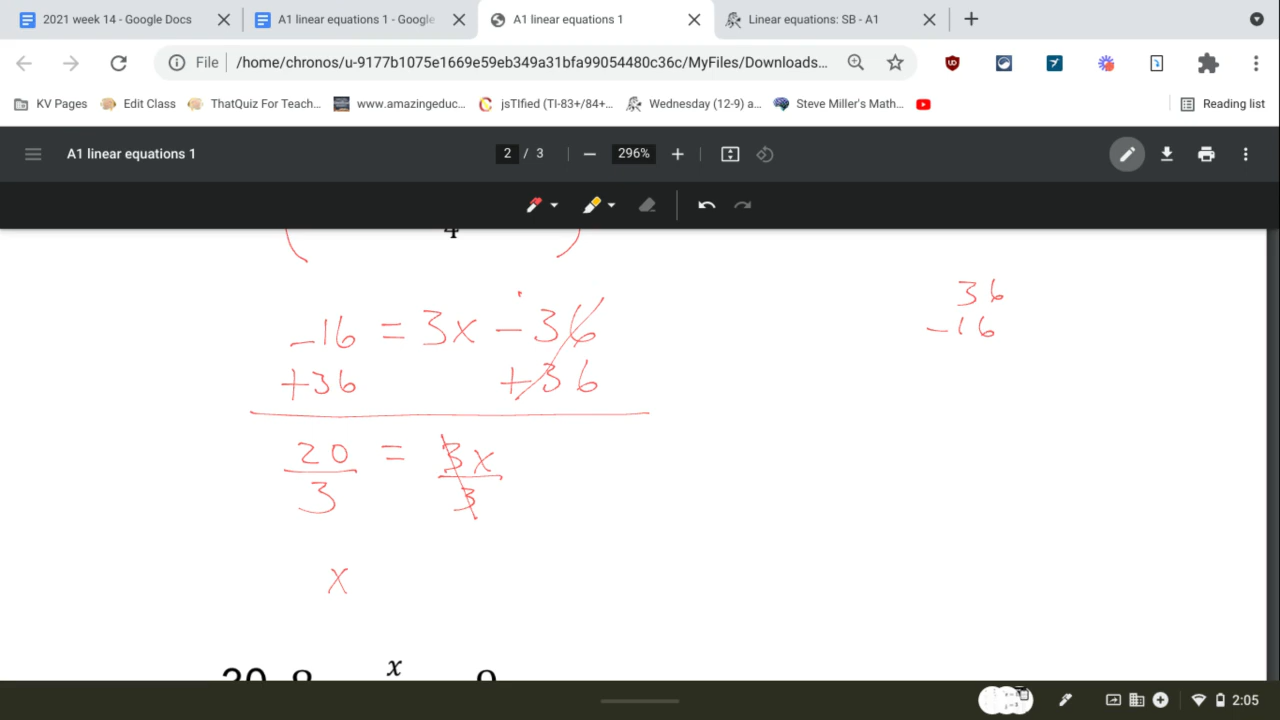 2021 week 14 - Google Docs
A1 linear equations 1 - Google
A1 linear equations 1
Linear equations: SB - A1
File /home/chronos/u-9177b1075e1669e59eb349a31bfa99054480c36c/MyFiles/Downloads...
KV Pages
Edit Class
ThatQuiz For Teach...
www.amazingeduc...
jsTIfied (TI-83+/84+...
Wednesday (12-9) a...
Steve Miller's Math...
Reading list
A1 linear equations 1
2 / 3
296%
4
36
-16
-16 = 3x - 36
+36 +36
20 = 3x
3 3
x
x
2:05